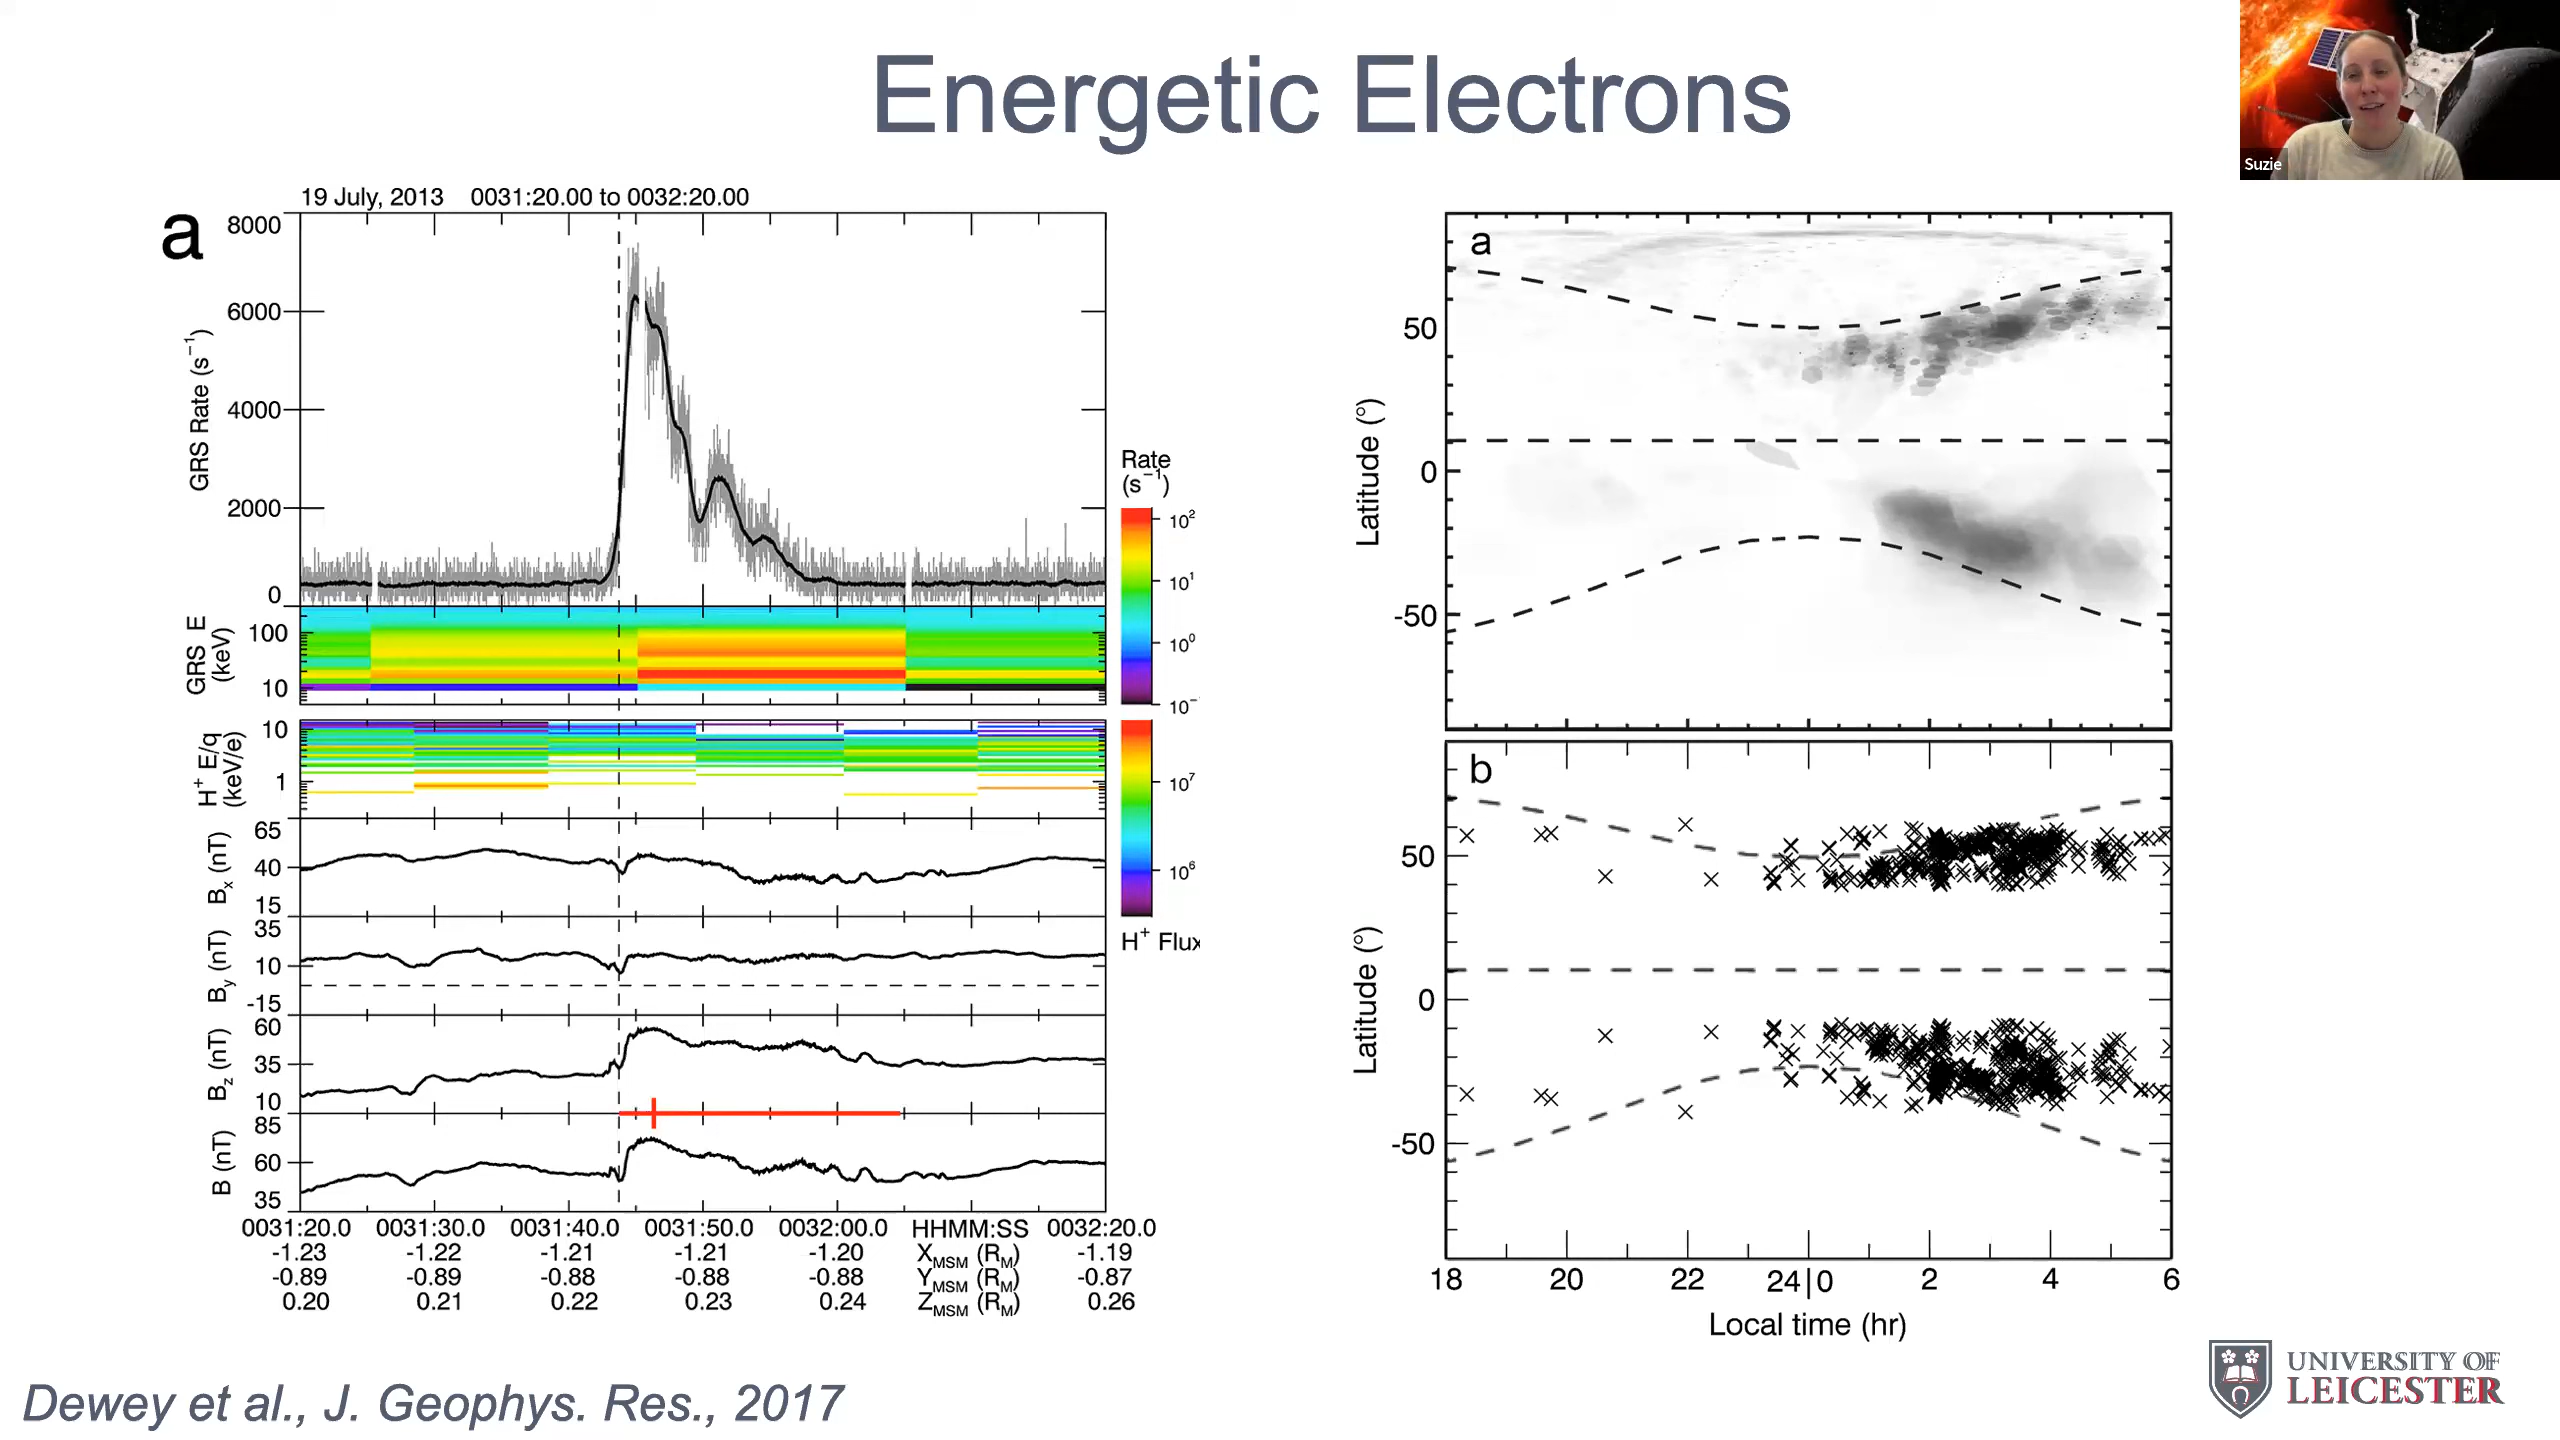 Energetic Electrons
Suzie
a
19 July, 2013 0031:20.00 to 0032:20.00
GRS Rate (s⁻¹)
8000
6000
4000
2000
0
GRS E
(keV)
100
10
H⁺ E/q
(keV/e)
10
1
Bx (nT)
65
40
15
By (nT)
35
10
-15
Bz (nT)
60
35
10
B (nT)
85
60
35
0031:20.0 0031:30.0 0031:40.0 0031:50.0 0032:00.0 HHMM:SS 0032:20.0
-1.23 -1.22 -1.21 -1.21 -1.20 XMSM (RM) -1.19
-0.89 -0.89 -0.88 -0.88 -0.88 YMSM (RM) -0.87
0.20 0.21 0.22 0.23 0.24 ZMSM (RM) 0.26
Rate
(s⁻¹)
10²
10¹
10⁰
10⁻
10⁷
10⁶
H⁺ Flux
a
Latitude (°)
50
0
-50
b
Latitude (°)
50
0
-50
18 20 22 24|0 2 4 6
Local time (hr)
Dewey et al., J. Geophys. Res., 2017
UNIVERSITY OF
LEICESTER